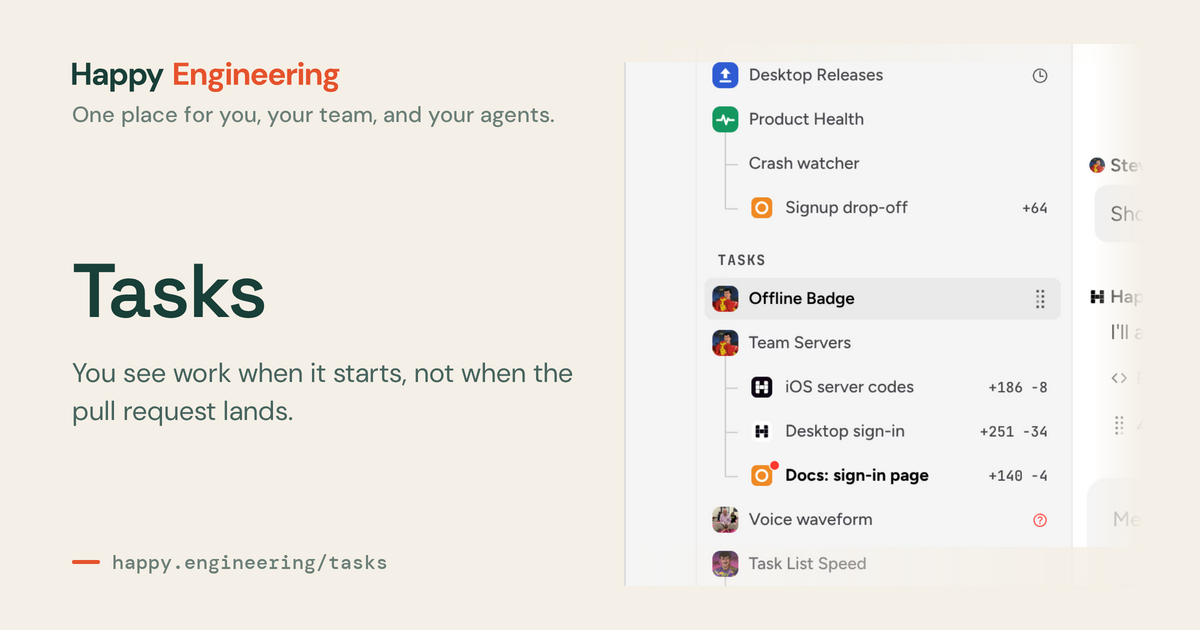 Happy Engineering
One place for you, your team, and your agents.
Tasks
You see work when it starts, not when the
pull request lands.
happy.engineering/tasks
Desktop Releases
Product Health
Crash watcher
Signup drop-off +64
TASKS
Offline Badge
Team Servers
iOS server codes +186 -8
Desktop sign-in +251 -34
Docs: sign-in page +140 -4
Voice waveform
Task List Speed
I'll